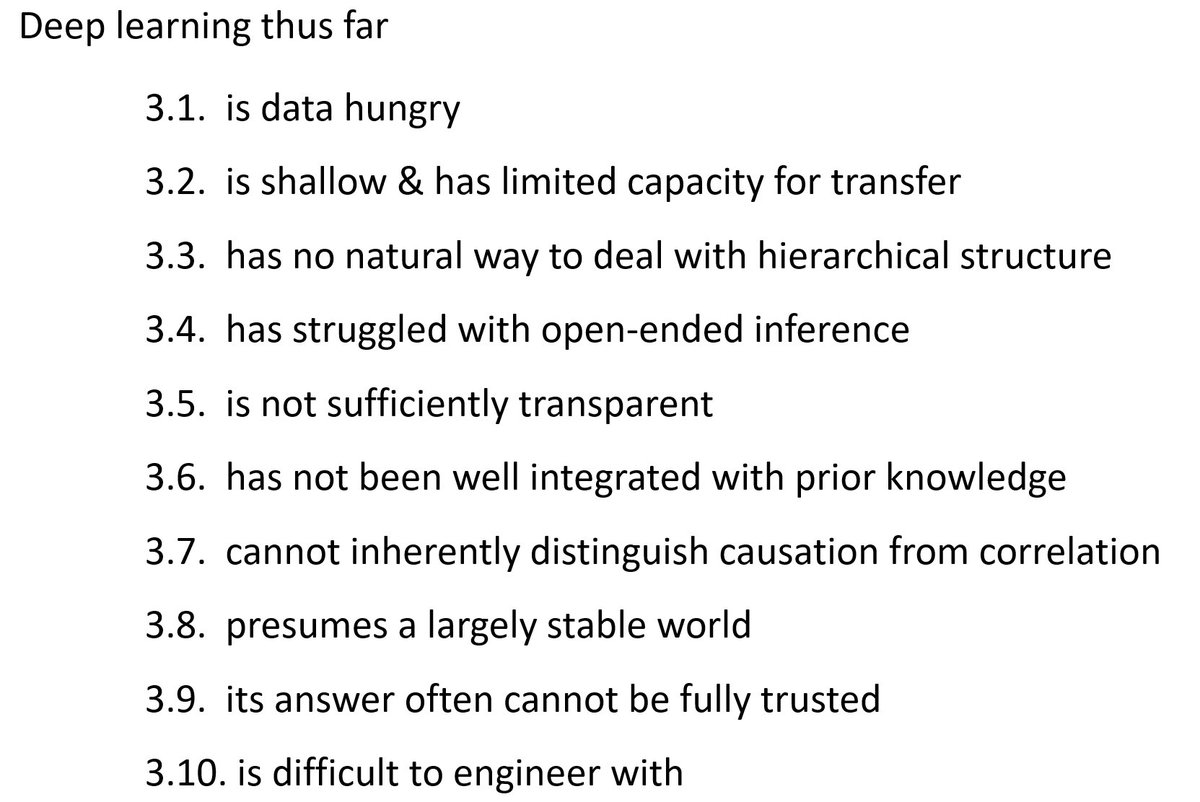 Deep learning thus far
3.1. is data hungry
3.2. is shallow & has limited capacity for transfer
3.3. has no natural way to deal with hierarchical structure
3.4. has struggled with open-ended inference
3.5. is not sufficiently transparent
3.6. has not been well integrated with prior knowledge
3.7. cannot inherently distinguish causation from correlation
3.8. presumes a largely stable world
3.9. its answer often cannot be fully trusted
3.10. is difficult to engineer with